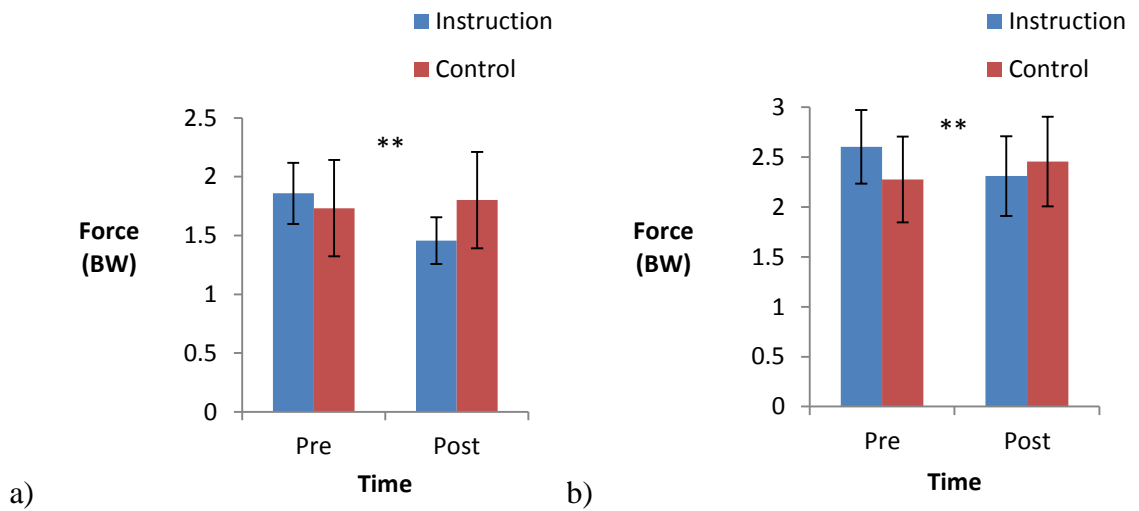 Instruction
Control
2.5
2
1.5
1
0.5
0
**
Force
(BW)
Pre Post
Time
a)
Instruction
Control
3
2.5
2
1.5
1
0.5
0
**
Force
(BW)
Pre Post
Time
b)